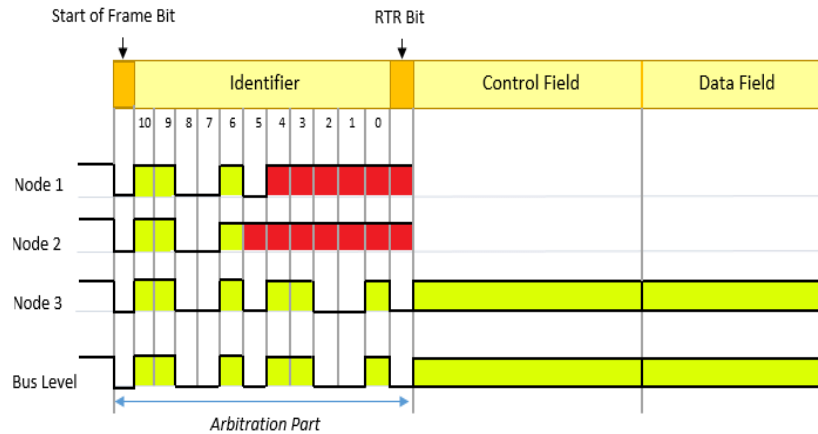 Start of Frame Bit RTR Bit
Identifier Control Field Data Field
10 9 8 7 6 5 4 3 2 1 0
Node 1
Node 2
Node 3
Bus Level
Arbitration Part